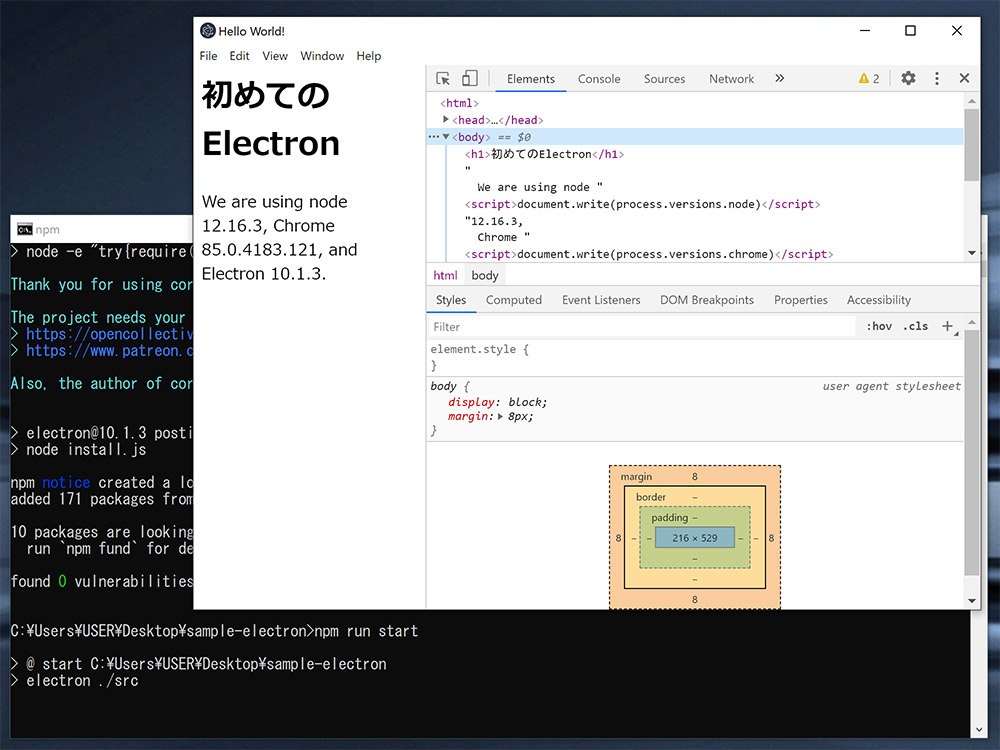 Hello World!
File Edit View Window Help
初めての
Electron
We are using node
12.16.3, Chrome
85.0.4183.121, and
Electron 10.1.3.
Elements Console Sources Network » 2
<html>
<head>…</head>
<body> == $0
<h1>初めてのElectron</h1>
"
We are using node "
<script>document.write(process.versions.node)</script>
"12.16.3,
Chrome "
<script>document.write(process.versions.chrome)</script>
html body
Styles Computed Event Listeners DOM Breakpoints Properties Accessibility
Filter :hov .cls +
element.style {
}
body { user agent stylesheet
display: block;
margin: 8px;
}
margin 8
border –
padding –
8 – – 216 × 529 – – 8
–
–
8
npm
> node -e "try{require(
Thank you for using cor
The project needs your
> https://opencollectiv
> https://www.patreon.c
Also, the author of cor
> electron@10.1.3 posti
> node install.js
npm notice created a lo
added 171 packages from
10 packages are looking
run `npm fund` for de
found 0 vulnerabilities
C:¥Users¥USER¥Desktop¥sample-electron>npm run start
> @ start C:¥Users¥USER¥Desktop¥sample-electron
> electron ./src